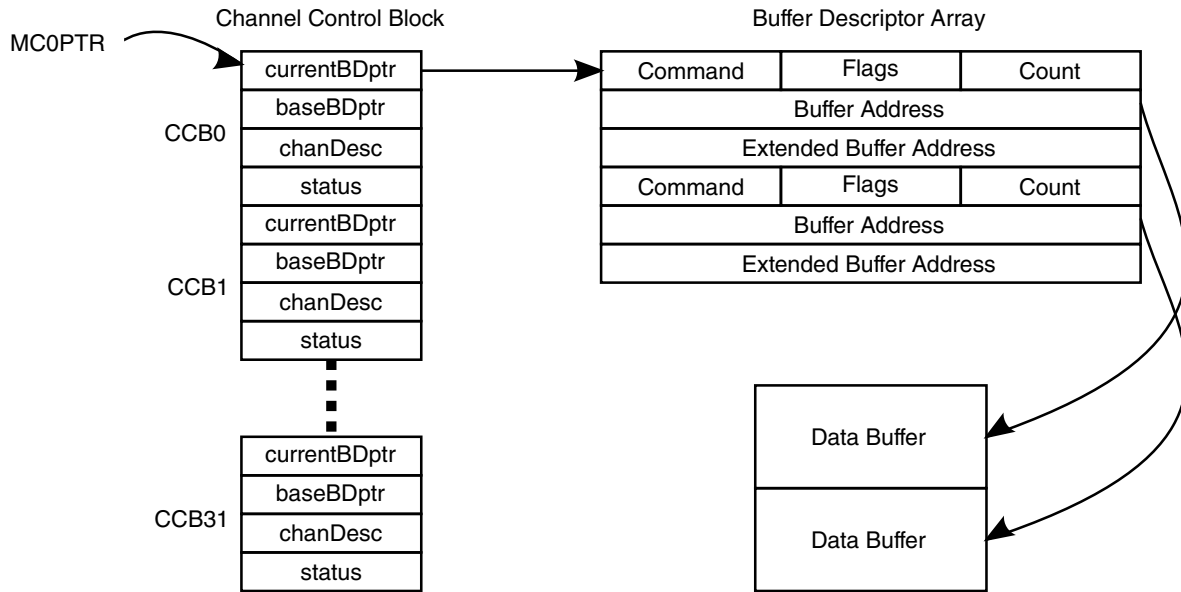 Channel Control Block
Buffer Descriptor Array
MC0PTR
currentBDptr
baseBDptr
CCB0
chanDesc
status
currentBDptr
baseBDptr
CCB1
chanDesc
status
currentBDptr
baseBDptr
CCB31
chanDesc
status
Command Flags Count
Buffer Address
Extended Buffer Address
Command Flags Count
Buffer Address
Extended Buffer Address
Data Buffer
Data Buffer